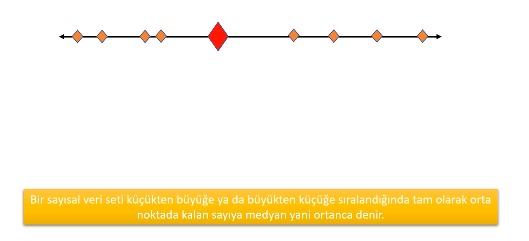 Bir sayısal veri seti küçükten büyüğe ya da büyükten küçüğe sıralandığında tam olarak orta
noktada kalan sayıya medyan yani ortanca denir.